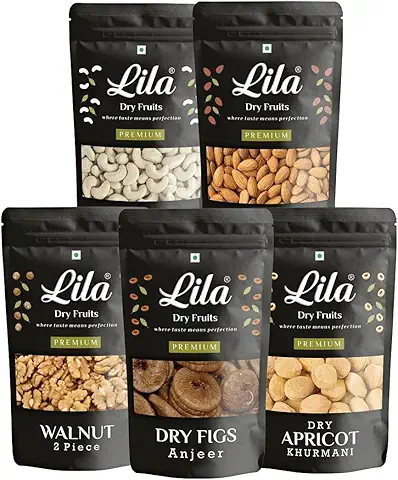 Lila®
Dry Fruits
where taste means perfection
PREMIUM
Lila®
Dry Fruits
where taste means perfection
PREMIUM
Lila
Dry Fruits
where taste means perfection
PREMIUM
WALNUT
2 Piece
Lila®
Dry Fruits
where taste means perfection
PREMIUM
DRY FIGS
Anjeer
Lila®
Dry Fruits
where taste means perfection
PREMIUM
DRY
APRICOT
KHURMANI